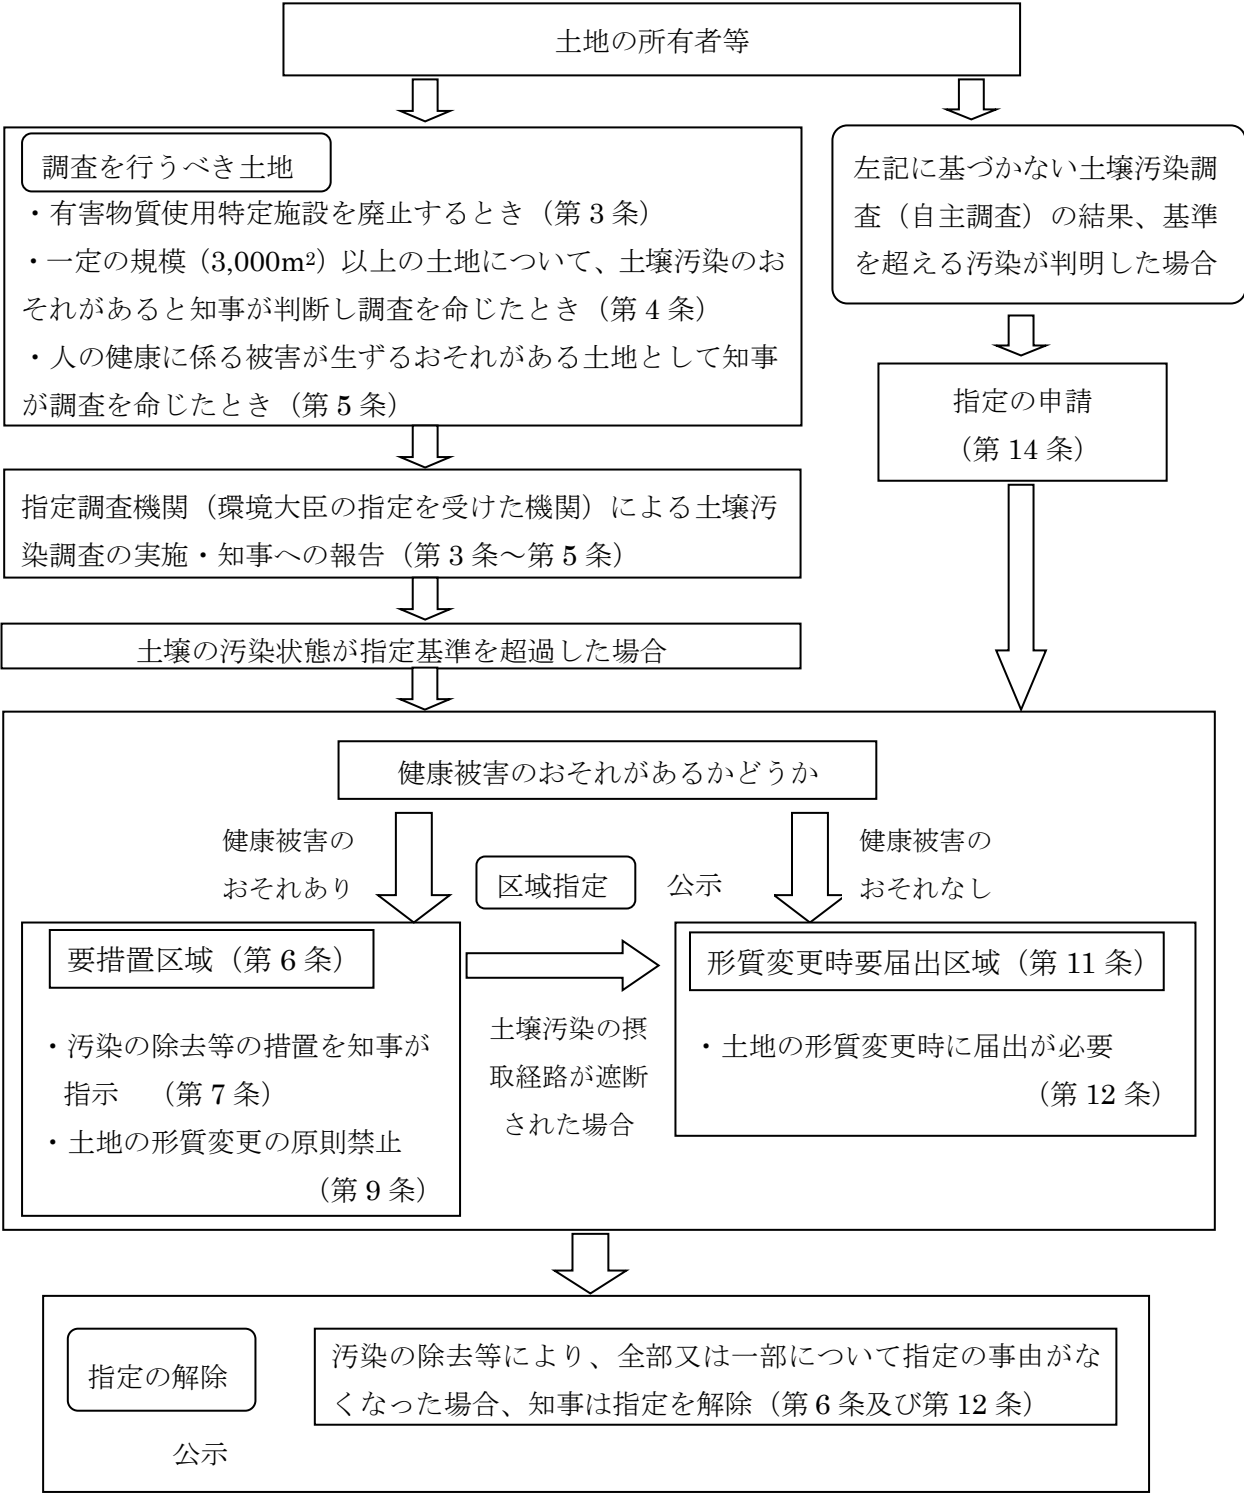 土地の所有者等
調査を行うべき土地
・有害物質使用特定施設を廃止するとき（第 3 条）
・一定の規模（3,000m²）以上の土地について、土壌汚染のお
それがあると知事が判断し調査を命じたとき（第 4 条）
・人の健康に係る被害が生ずるおそれがある土地として知事
が調査を命じたとき（第 5 条）
左記に基づかない土壌汚染調
査（自主調査）の結果、基準
を超える汚染が判明した場合
指定の申請
（第 14 条）
指定調査機関（環境大臣の指定を受けた機関）による土壌汚
染調査の実施・知事への報告（第 3 条～第 5 条）
土壌の汚染状態が指定基準を超過した場合
健康被害のおそれがあるかどうか
健康被害の
おそれあり
区域指定
公示
健康被害の
おそれなし
要措置区域（第 6 条）
・汚染の除去等の措置を知事が
指示　（第 7 条）
・土地の形質変更の原則禁止
（第 9 条）
土壌汚染の摂
取経路が遮断
された場合
形質変更時要届出区域（第 11 条）
・土地の形質変更時に届出が必要
（第 12 条）
指定の解除
公示
汚染の除去等により、全部又は一部について指定の事由がな
くなった場合、知事は指定を解除（第 6 条及び第 12 条）